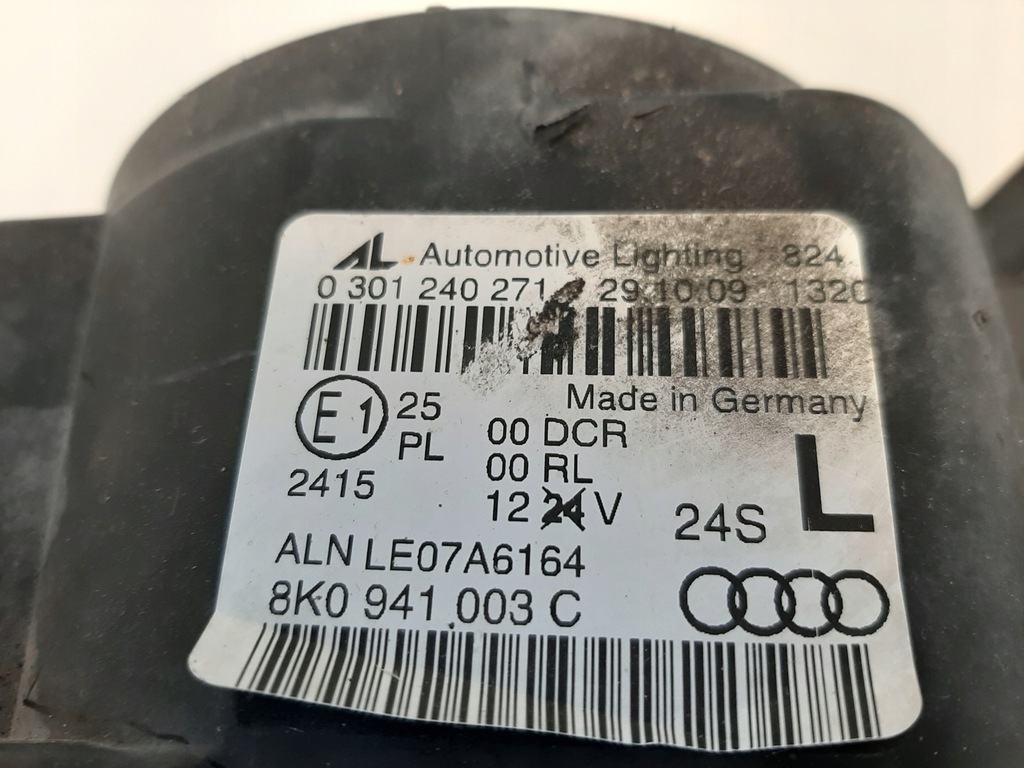 AL Automotive Lighting 824
0 301 240 271 29.10.09 132C
Made in Germany
E1 25 00 DCR L
PL 00 RL
2415 12 24 V 24S
ALN LE07A6164
8K0 941 003 C